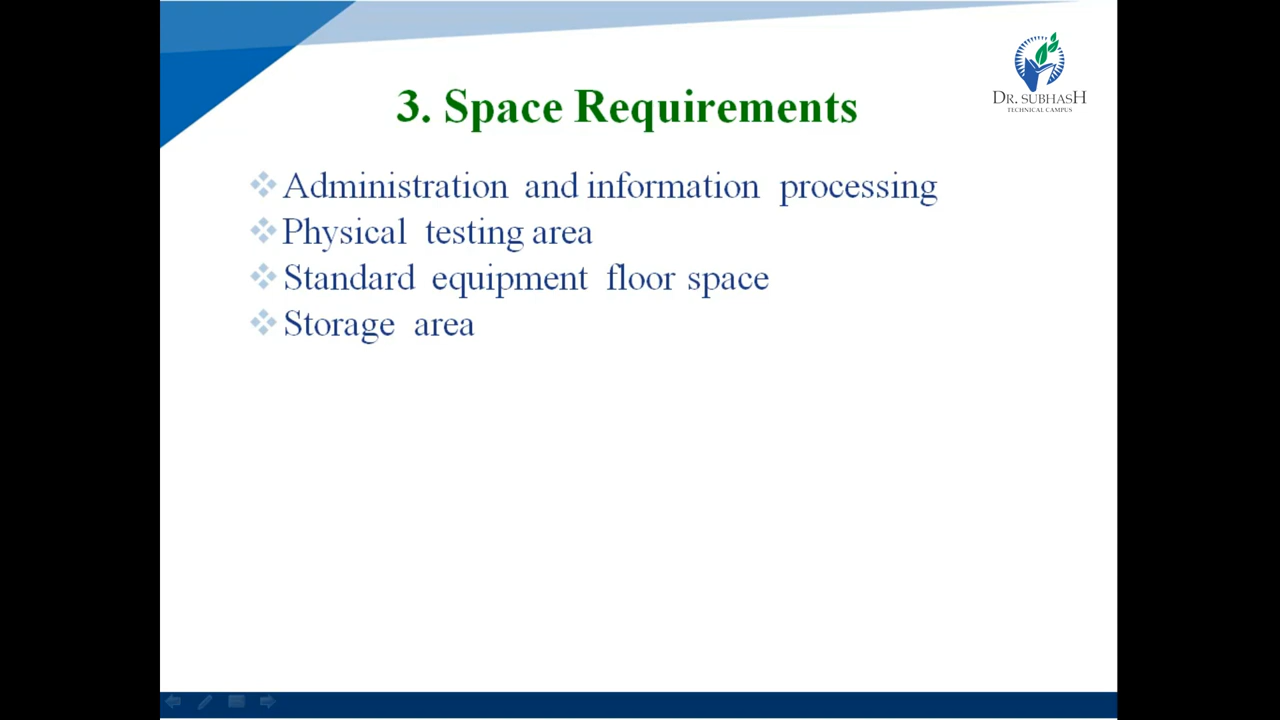 DR. SUBHASH
TECHNICAL CAMPUS
3. Space Requirements
Administration and information processing
Physical testing area
Standard equipment floor space
Storage area